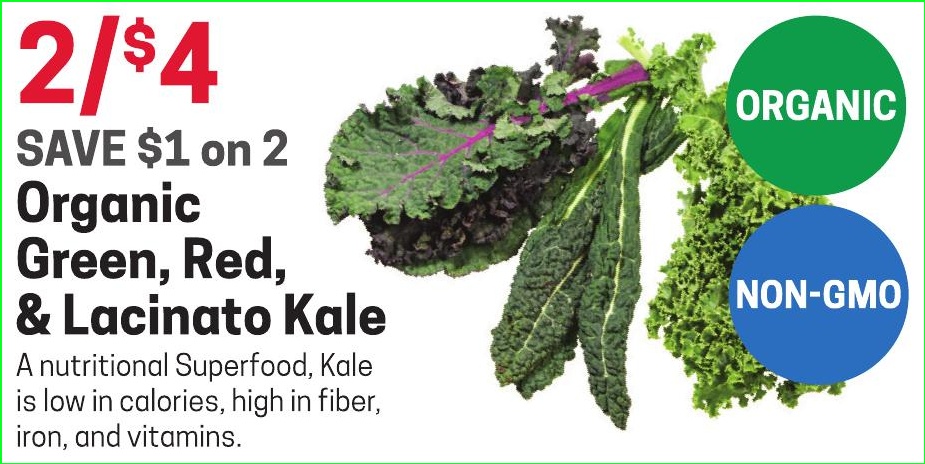 2/$4
SAVE $1 on 2
Organic
Green, Red,
& Lacinato Kale
A nutritional Superfood, Kale
is low in calories, high in fiber,
iron, and vitamins.
ORGANIC
NON-GMO